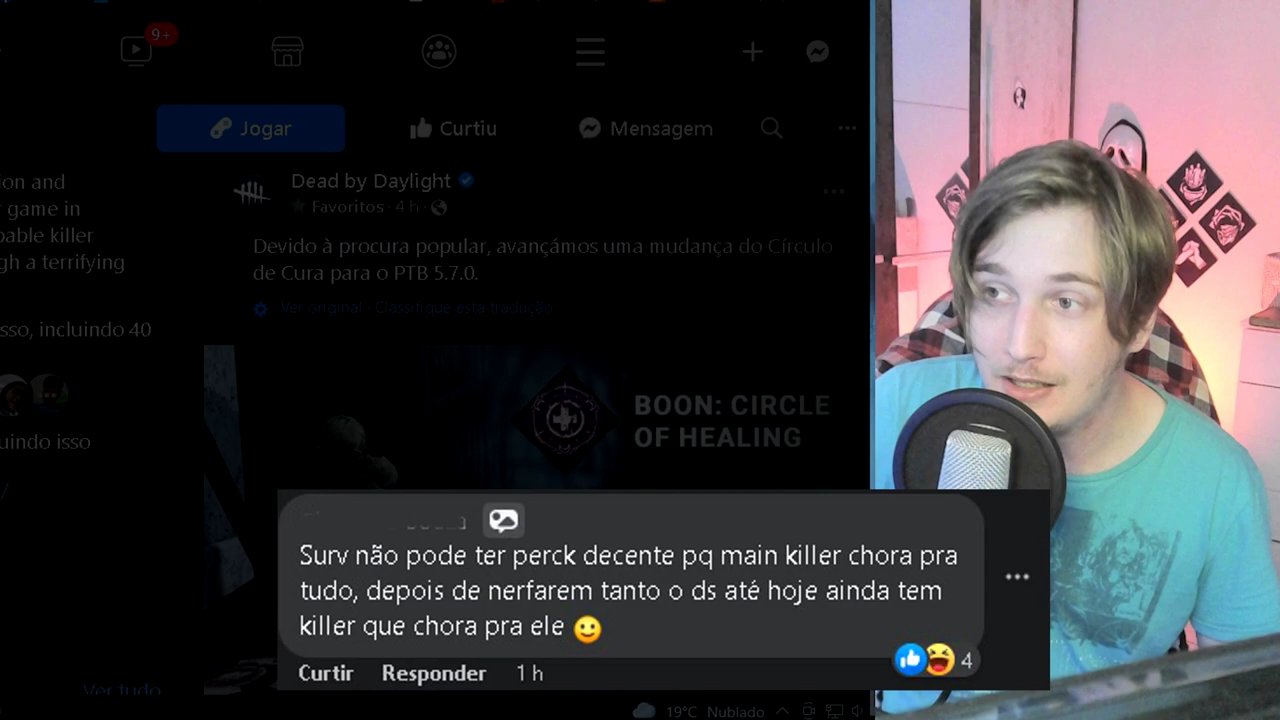 9+
Jogar
Curtiu
Mensagem
ion and
game in
pable killer
gh a terrifying
sso, incluindo 40
uindo isso
Ver tudo
Dead by Daylight
Favoritos · 4 h ·
Devido à procura popular, avançámos uma mudança do Círculo
de Cura para o PTB 5.7.0.
Ver original · Classifique esta tradução
BOON: CIRCLE
OF HEALING
Surv não pode ter perck decente pq main killer chora pra
tudo, depois de nerfarem tanto o ds até hoje ainda tem
killer que chora pra ele
4
Curtir Responder 1 h
19°C Nublado